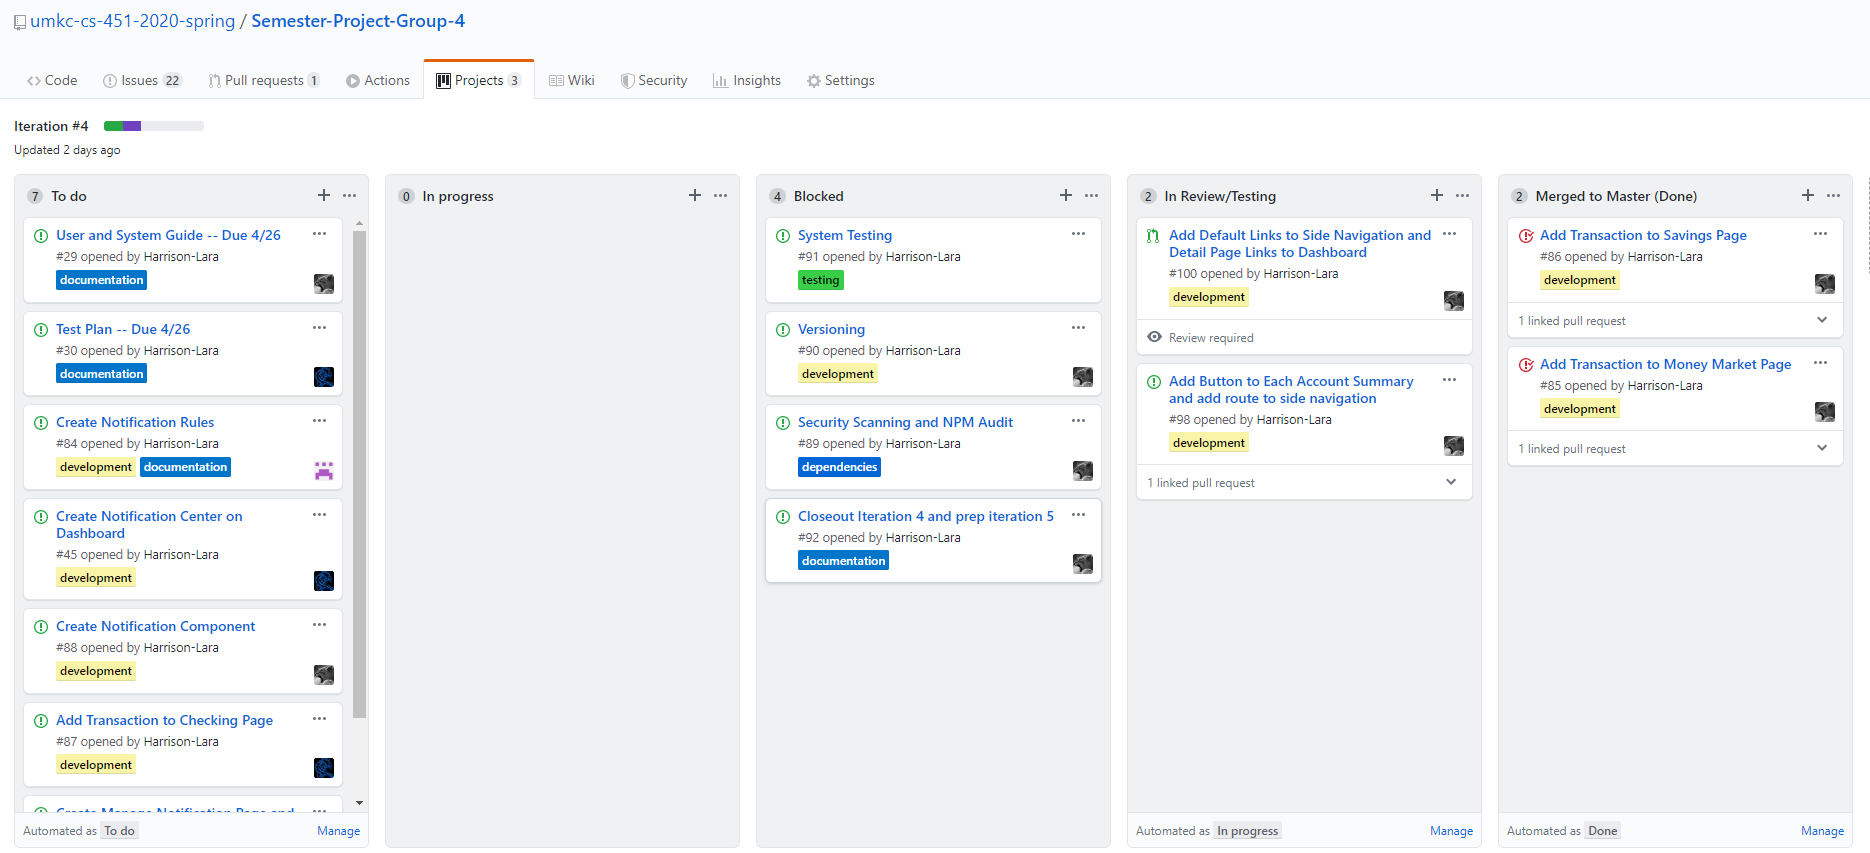 umkc-cs-451-2020-spring / Semester-Project-Group-4
Code Issues 22 Pull requests 1 Actions Projects 3 Wiki Security Insights Settings
Iteration #4
Updated 2 days ago
7 To do
User and System Guide -- Due 4/26
#29 opened by Harrison-Lara
documentation
Test Plan -- Due 4/26
#30 opened by Harrison-Lara
documentation
Create Notification Rules
#84 opened by Harrison-Lara
development documentation
Create Notification Center on
Dashboard
#45 opened by Harrison-Lara
development
Create Notification Component
#88 opened by Harrison-Lara
development
Add Transaction to Checking Page
#87 opened by Harrison-Lara
development
Create Manage Notification Page and
Automated as To do Manage
0 In progress
4 Blocked
System Testing
#91 opened by Harrison-Lara
testing
Versioning
#90 opened by Harrison-Lara
development
Security Scanning and NPM Audit
#89 opened by Harrison-Lara
dependencies
Closeout Iteration 4 and prep iteration 5
#92 opened by Harrison-Lara
documentation
2 In Review/Testing
Add Default Links to Side Navigation and
Detail Page Links to Dashboard
#100 opened by Harrison-Lara
development
Review required
Add Button to Each Account Summary
and add route to side navigation
#98 opened by Harrison-Lara
development
1 linked pull request
Automated as In progress Manage
2 Merged to Master (Done)
Add Transaction to Savings Page
#86 opened by Harrison-Lara
development
1 linked pull request
Add Transaction to Money Market Page
#85 opened by Harrison-Lara
development
1 linked pull request
Automated as Done Manage